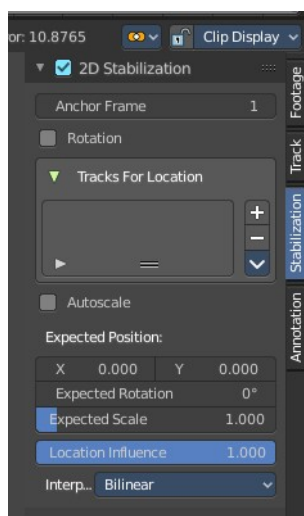 or: 10.8765
Clip Display
2D Stabilization
Anchor Frame 1
Rotation
Tracks For Location
Autoscale
Expected Position:
X 0.000 Y 0.000
Expected Rotation 0°
Expected Scale 1.000
Location Influence 1.000
Interp... Bilinear
Footage
Track
Stabilization
Annotation